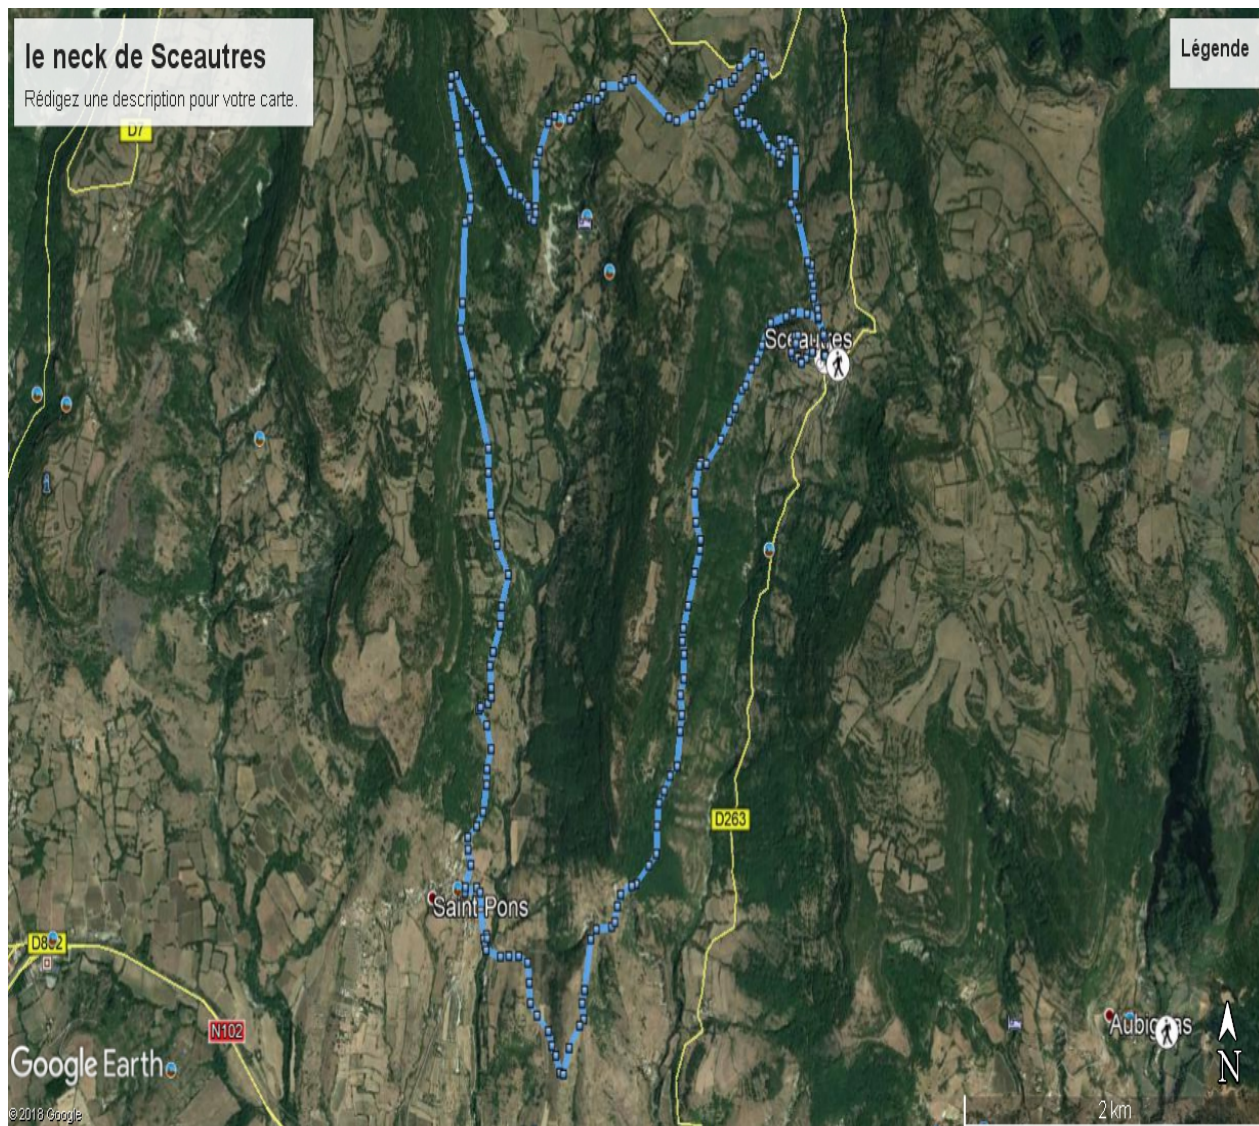 le neck de Sceautres
Rédigez une description pour votre carte.
Légende
D7
Sceautres
D263
Saint-Pons
D802
N102
Aubignas
Google Earth
N
©2018 Google
2 km